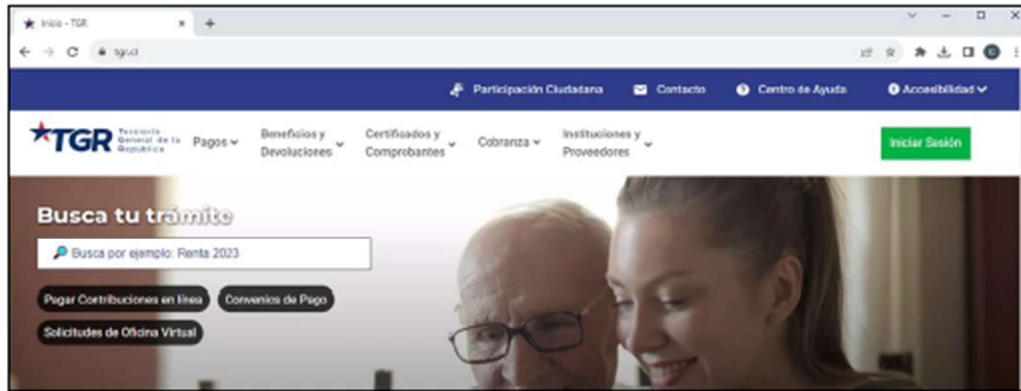 Inicio - TGR
tgr.cl
Participación Ciudadana
Contacto
Centro de Ayuda
Accesibilidad
TGR
Tesorería
General de la
República
Pagos
Beneficios y
Devoluciones
Certificados y
Comprobantes
Cobranza
Instituciones y
Proveedores
Iniciar Sesión
Busca tu trámite
Busca por ejemplo: Renta 2023
Pagar Contribuciones en línea
Convenios de Pago
Solicitudes de Oficina Virtual